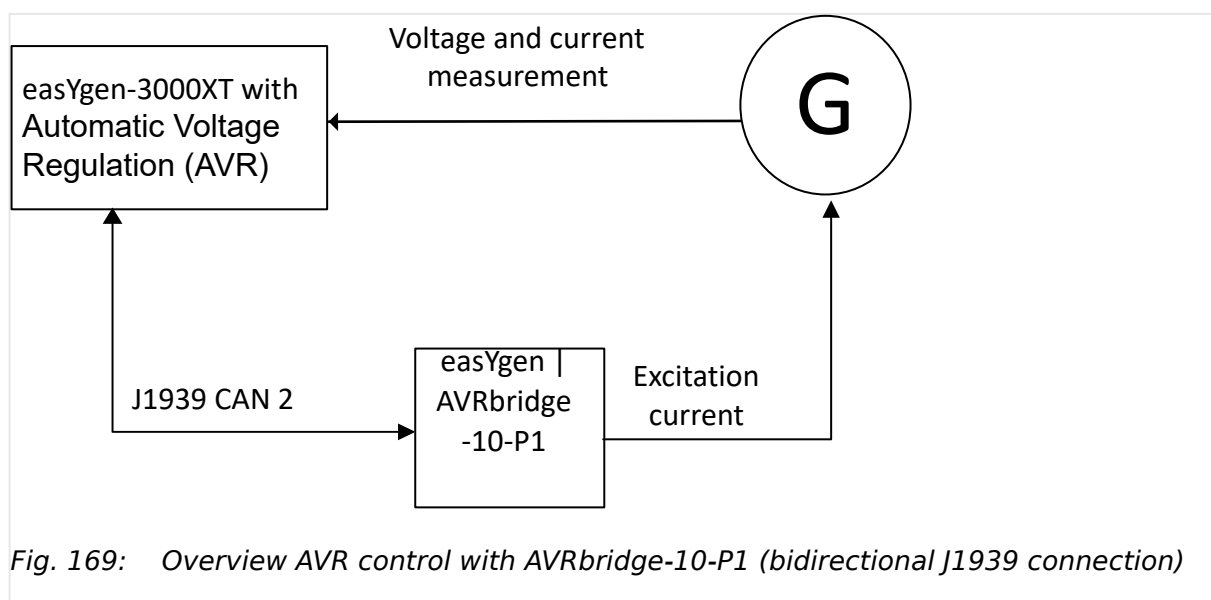 Voltage and current
measurement
G
easYgen-3000XT with
Automatic Voltage
Regulation (AVR)
easYgen |
AVRbridge
-10-P1
Excitation
current
J1939 CAN 2
Fig. 169: Overview AVR control with AVRbridge-10-P1 (bidirectional J1939 connection)